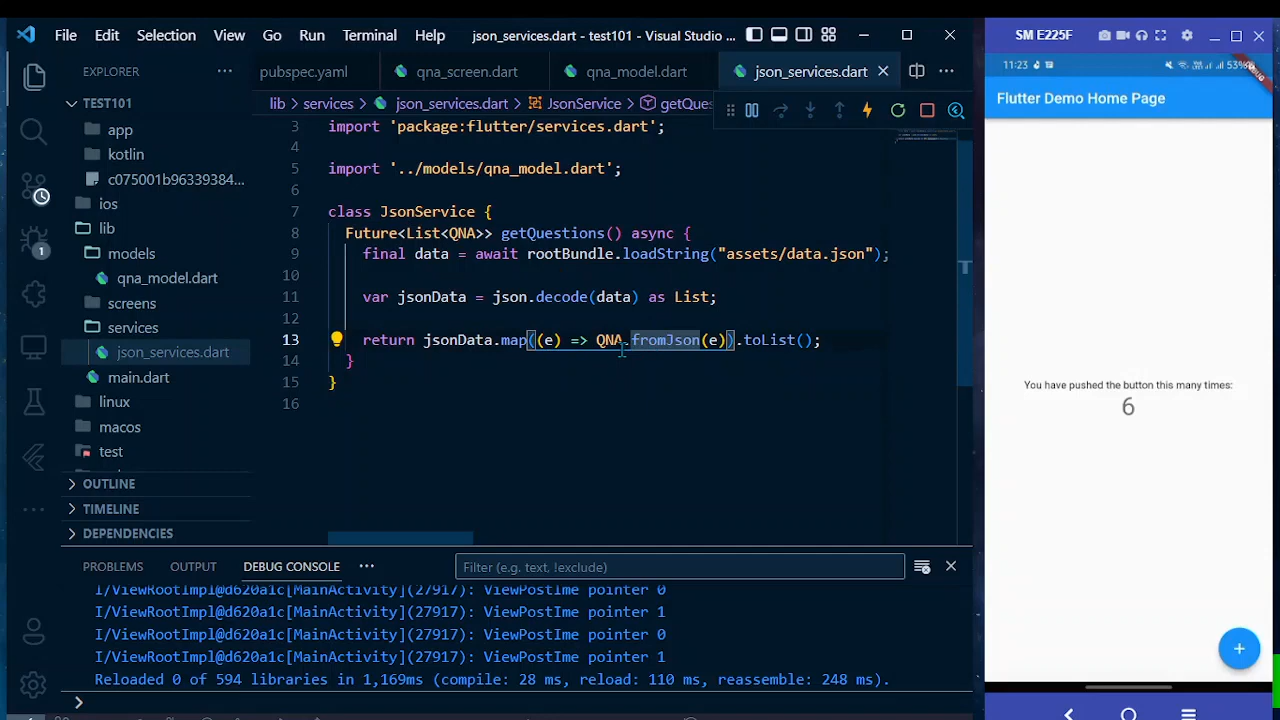 File Edit Selection View Go Run Terminal Help json_services.dart - test101 - Visual Studio ...
SM E225F
EXPLORER
pubspec.yaml qna_screen.dart qna_model.dart json_services.dart
11:23 53%
DEBUG
Flutter Demo Home Page
TEST101
lib > services > json_services.dart > JsonService > getQues
app
kotlin
c075001b96339384...
ios
lib
models
qna_model.dart
screens
services
json_services.dart
main.dart
linux
macos
test
OUTLINE
TIMELINE
DEPENDENCIES
1
3 import 'package:flutter/services.dart';
4
5 import '../models/qna_model.dart';
6
7 class JsonService {
8 Future<List<QNA>> getQuestions() async {
9 final data = await rootBundle.loadString("assets/data.json");
10
11 var jsonData = json.decode(data) as List;
12
13 return jsonData.map((e) => QNA.fromJson(e)).toList();
14 }
15 }
16
You have pushed the button this many times:
6
PROBLEMS OUTPUT DEBUG CONSOLE ... Filter (e.g. text, !exclude)
I/ViewRootImpl@d620a1c[MainActivity](27917): ViewPostIme pointer 0
I/ViewRootImpl@d620a1c[MainActivity](27917): ViewPostIme pointer 1
I/ViewRootImpl@d620a1c[MainActivity](27917): ViewPostIme pointer 0
I/ViewRootImpl@d620a1c[MainActivity](27917): ViewPostIme pointer 1
Reloaded 0 of 594 libraries in 1,169ms (compile: 28 ms, reload: 110 ms, reassemble: 248 ms).